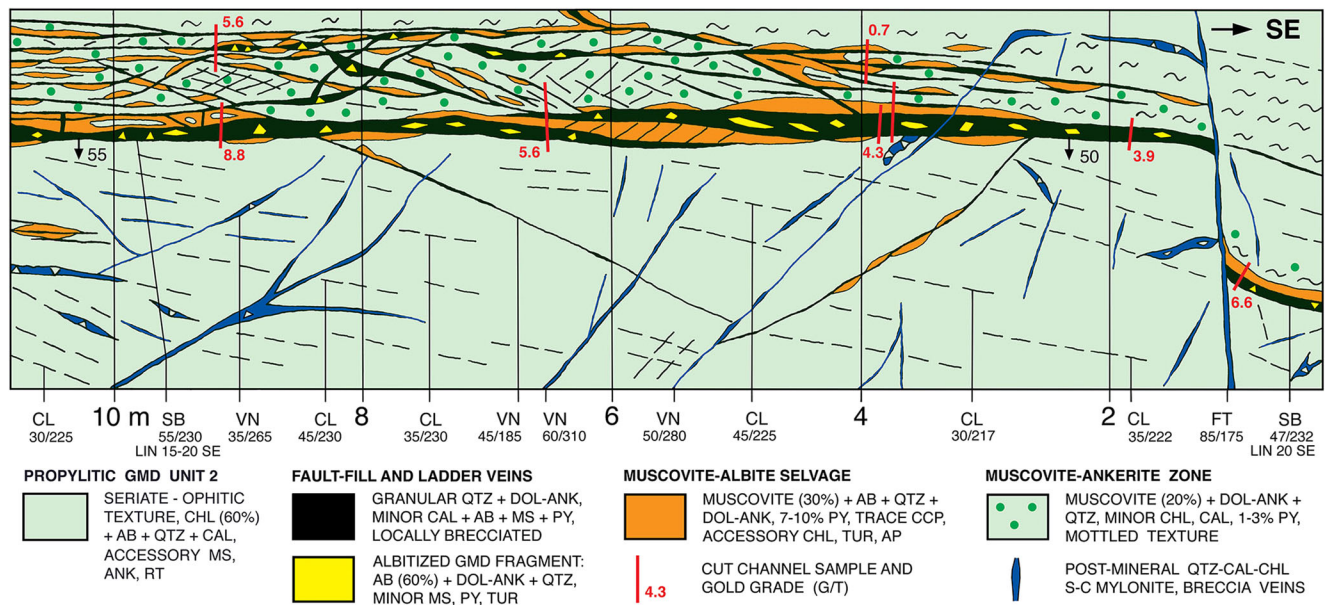 5.6
0.7
SE
55
8.8
5.6
4.3
50
3.9
6.6
CL
30/225
10 m
SB
55/230
LIN 15-20 SE
VN
35/265
CL
45/230
8
CL
35/230
VN
45/185
VN
60/310
6
VN
50/280
CL
45/225
4
CL
30/217
2
CL
35/222
FT
85/175
SB
47/232
LIN 20 SE
PROPYLITIC GMD UNIT 2
SERIATE - OPHITIC
TEXTURE, CHL (60%)
+ AB + QTZ + CAL,
ACCESSORY MS,
ANK, RT
FAULT-FILL AND LADDER VEINS
GRANULAR QTZ + DOL-ANK,
MINOR CAL + AB + MS + PY,
LOCALLY BRECCIATED
ALBITIZED GMD FRAGMENT:
AB (60%) + DOL-ANK + QTZ,
MINOR MS, PY, TUR
MUSCOVITE-ALBITE SELVAGE
MUSCOVITE (30%) + AB + QTZ +
DOL-ANK, 7-10% PY, TRACE CCP,
ACCESSORY CHL, TUR, AP
4.3
CUT CHANNEL SAMPLE AND
GOLD GRADE (G/T)
MUSCOVITE-ANKERITE ZONE
MUSCOVITE (20%) + DOL-ANK +
QTZ, MINOR CHL, CAL, 1-3% PY,
MOTTLED TEXTURE
POST-MINERAL QTZ-CAL-CHL
S-C MYLONITE, BRECCIA VEINS